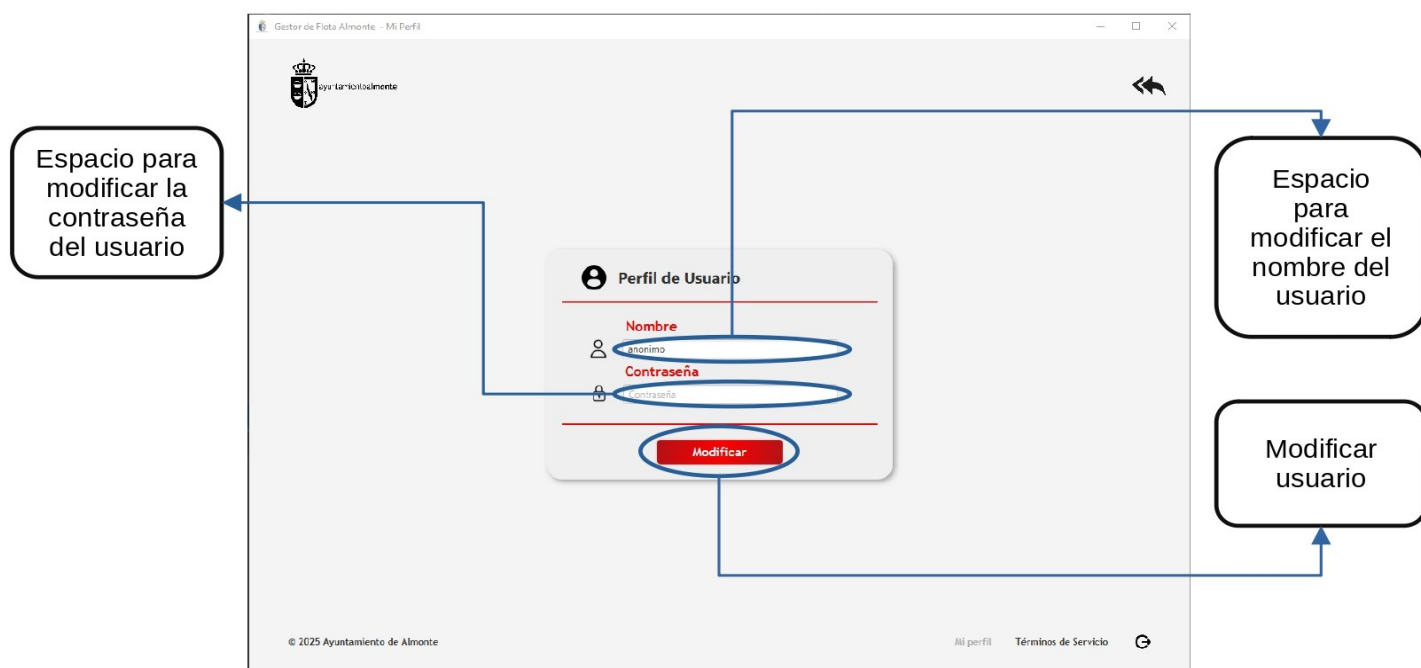 Gestor de Flota Almonte - Mi Perfil
ayuntamientoalmonte
Espacio para
modificar la
contraseña
del usuario
Espacio
para
modificar el
nombre del
usuario
Perfil de Usuario
Nombre
anonimo
Contraseña
Contraseña
Modificar
Modificar
usuario
© 2025 Ayuntamiento de Almonte
Mi perfil
Términos de Servicio